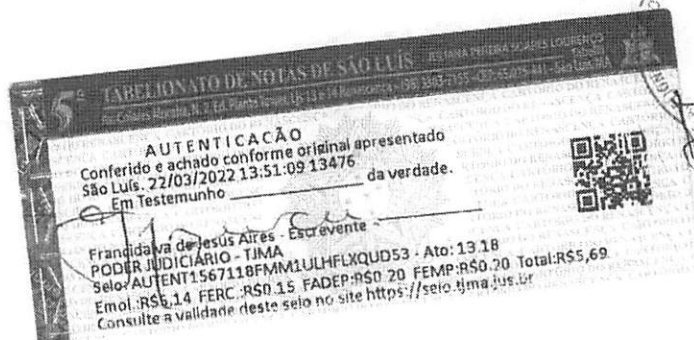 5º TABELIONATO DE NOTAS DE SÃO LUÍS
AUTENTICAÇÃO
Conferido e achado conforme original apresentado
São Luís. 22/03/2022 13:51:09 13476
Em Testemunho ____________ da verdade.
Francidalva de Jesus Aires - Escrevente - ____________
PODER JUDICIÁRIO - TJMA
Selo: AUTENT1567118FMM1ULHFLXQUD53 - Ato: 13.18
Emol.:R$5,14 FERC.:R$0.15 FADEP:R$0.20 FEMP:R$0.20 Total:R$5,69
Consulte a validade deste selo no site https://selo.tjma.jus.br